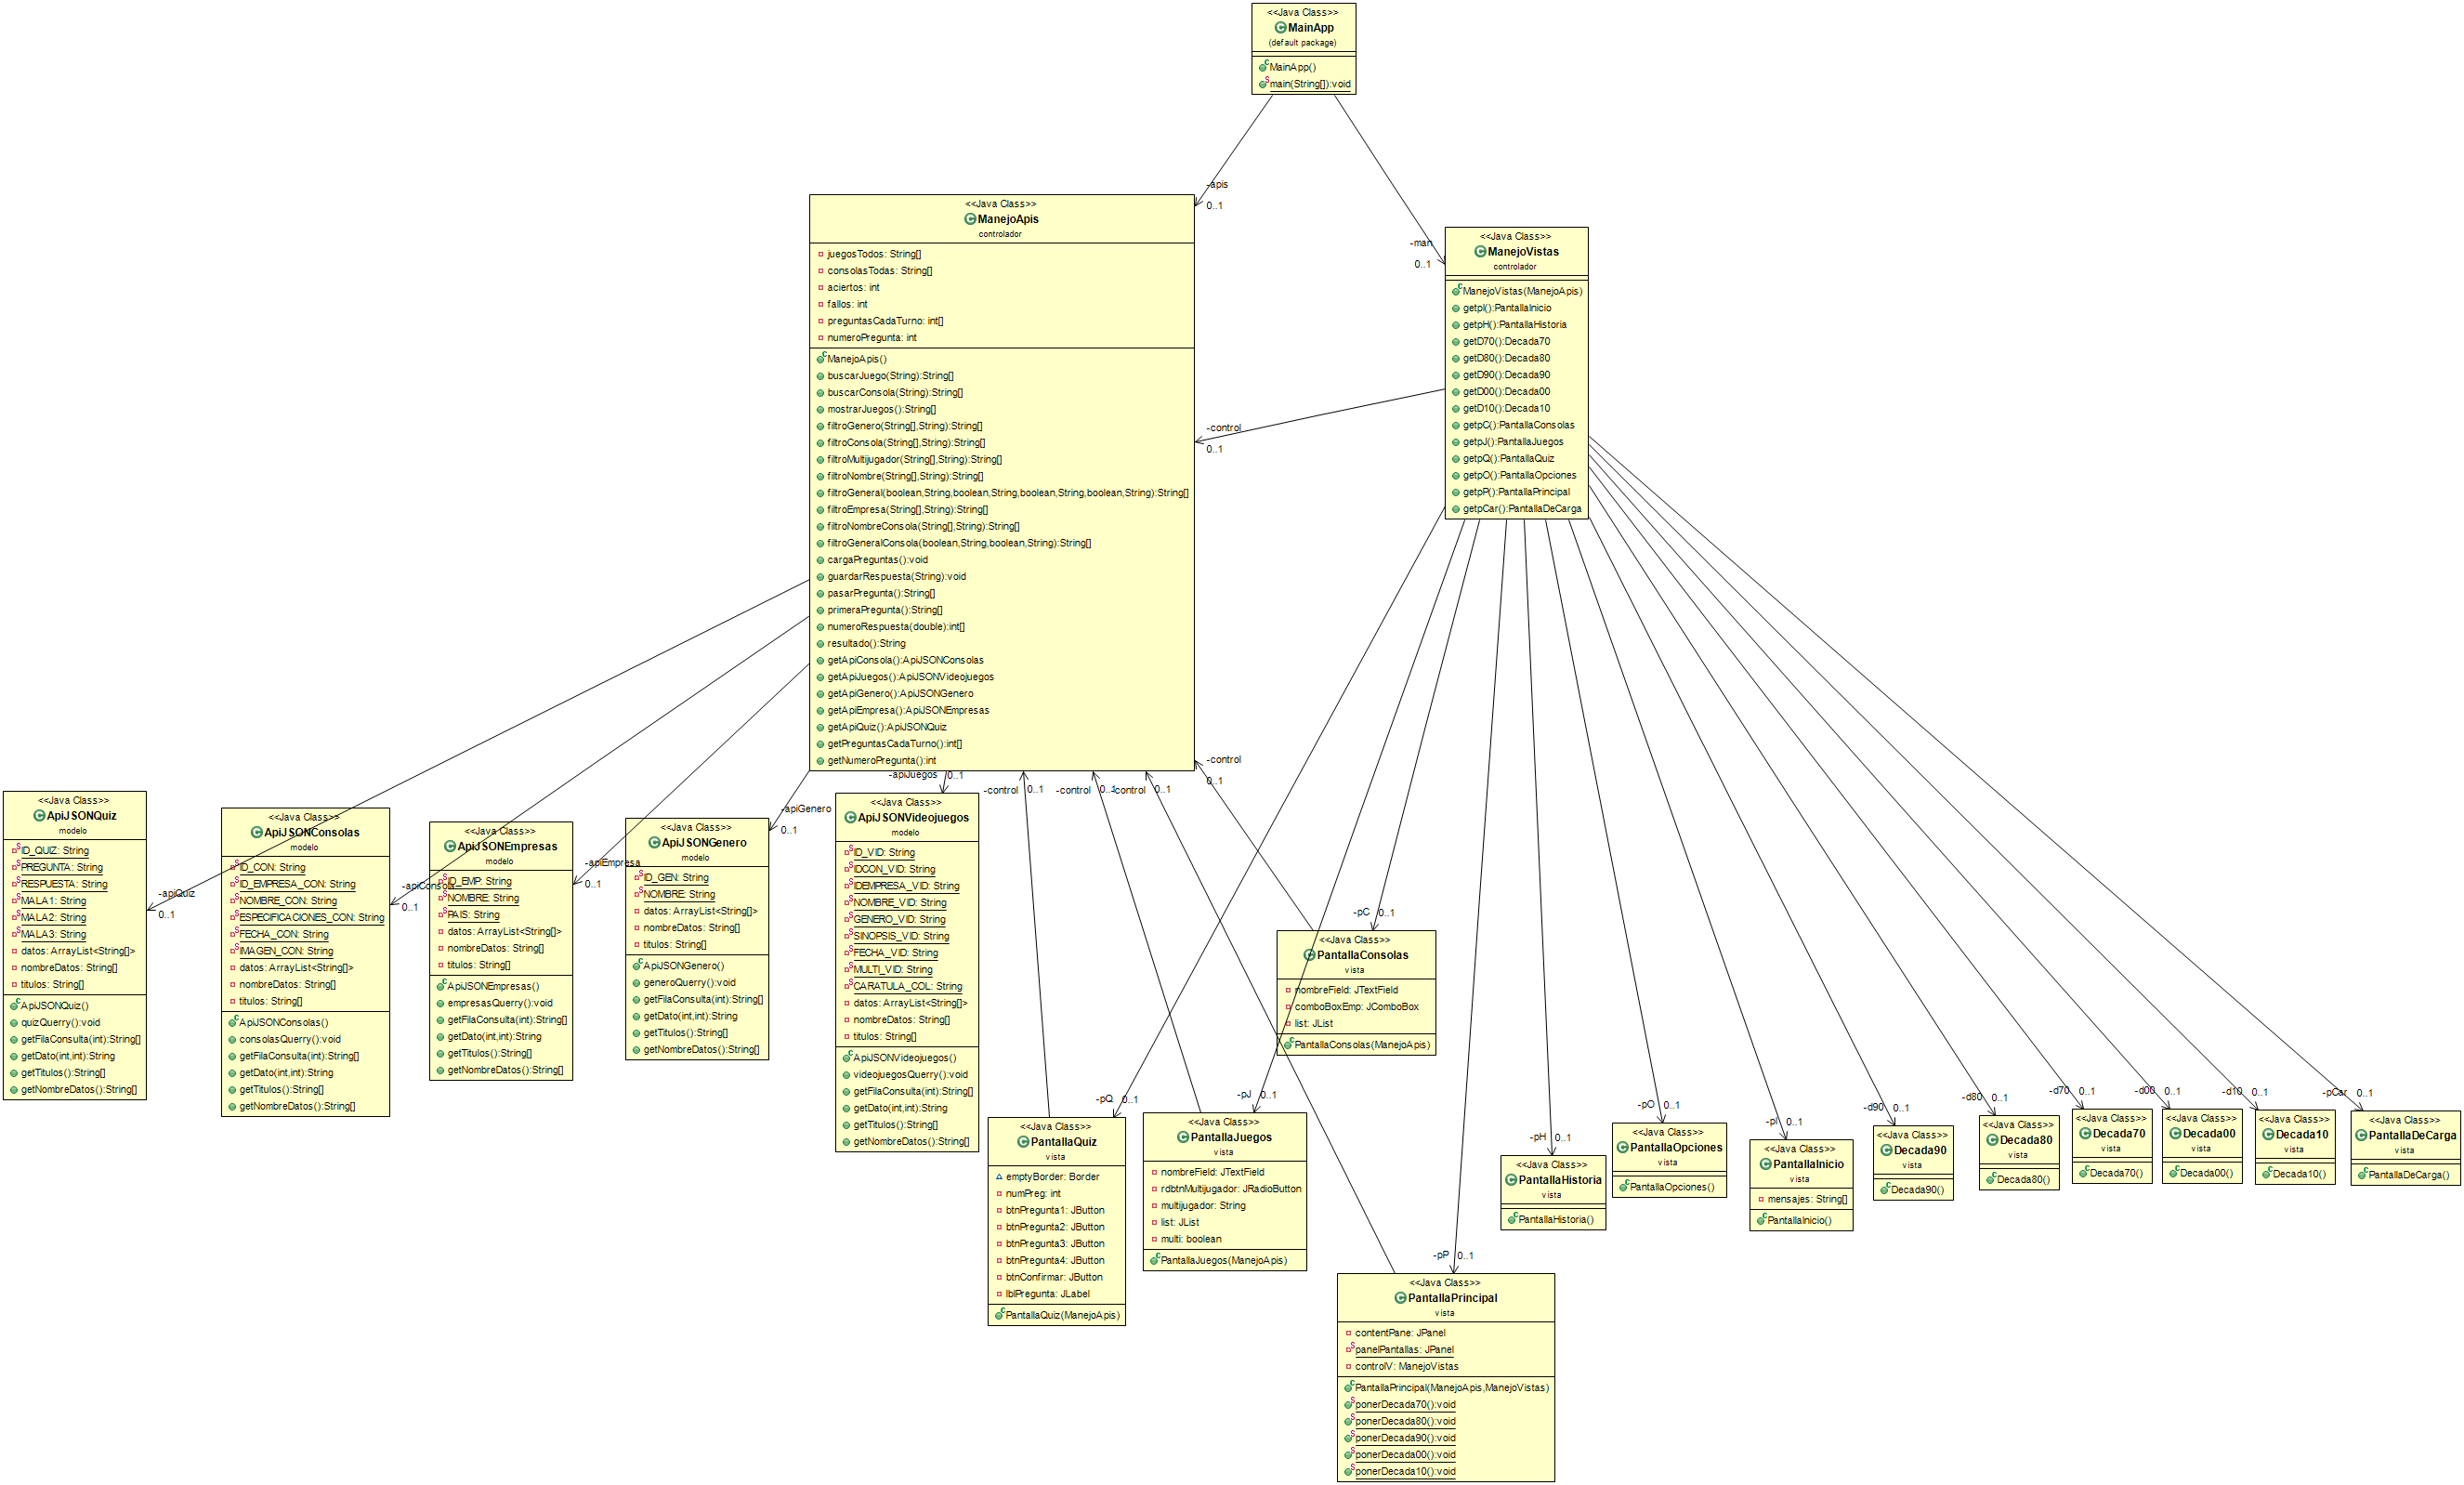 <<Java Class>>
MainApp
(default package)
MainApp()
main(String[]):void
-apis
0..1
-man
0..1
<<Java Class>>
ManejoApis
controlador
juegosTodos: String[]
consolasTodas: String[]
aciertos: int
fallos: int
preguntasCadaTurno: int[]
numeroPregunta: int
ManejoApis()
buscarJuego(String):String[]
buscarConsola(String):String[]
mostrarJuegos():String[]
filtroGenero(String[],String):String[]
filtroConsola(String[],String):String[]
filtroMultijugador(String[],String):String[]
filtroNombre(String[],String):String[]
filtroGeneral(boolean,String,boolean,String,boolean,String,boolean,String):String[]
filtroEmpresa(String[],String):String[]
filtroNombreConsola(String[],String):String[]
filtroGeneralConsola(boolean,String,boolean,String):String[]
cargaPreguntas():void
guardarRespuesta(String):void
pasarPregunta():String[]
primeraPregunta():String[]
numeroRespuesta(double):int[]
resultado():String
getApiConsola():ApiJSONConsolas
getApiJuegos():ApiJSONVideojuegos
getApiGenero():ApiJSONGenero
getApiEmpresa():ApiJSONEmpresas
getApiQuiz():ApiJSONQuiz
getPreguntasCadaTurno():int[]
getNumeroPregunta():int
<<Java Class>>
ManejoVistas
controlador
ManejoVistas(ManejoApis)
getpI():PantallaInicio
getpH():PantallaHistoria
getD70():Decada70
getD80():Decada80
getD90():Decada90
getD00():Decada00
getD10():Decada10
getpC():PantallaConsolas
getpJ():PantallaJuegos
getpQ():PantallaQuiz
getpO():PantallaOpciones
getpP():PantallaPrincipal
getpCar():PantallaDeCarga
-control
0..1
-control
0..1
-apiJuegos 0..1
-control 0..1
-control 0..1
-control 0..1
-apiGenero
0..1
-apiEmpresa
0..1
-apiConsola
0..1
-apiQuiz
0..1
<<Java Class>>
ApiJSONQuiz
modelo
ID_QUIZ: String
PREGUNTA: String
RESPUESTA: String
MALA1: String
MALA2: String
MALA3: String
datos: ArrayList<String[]>
nombreDatos: String[]
titulos: String[]
ApiJSONQuiz()
quizQuerry():void
getFilaConsulta(int):String[]
getDato(int,int):String
getTitulos():String[]
getNombreDatos():String[]
<<Java Class>>
ApiJSONConsolas
modelo
ID_CON: String
ID_EMPRESA_CON: String
NOMBRE_CON: String
ESPECIFICACIONES_CON: String
FECHA_CON: String
IMAGEN_CON: String
datos: ArrayList<String[]>
nombreDatos: String[]
titulos: String[]
ApiJSONConsolas()
consolasQuerry():void
getFilaConsulta(int):String[]
getDato(int,int):String
getTitulos():String[]
getNombreDatos():String[]
<<Java Class>>
ApiJSONEmpresas
modelo
ID_EMP: String
NOMBRE: String
PAIS: String
datos: ArrayList<String[]>
nombreDatos: String[]
titulos: String[]
ApiJSONEmpresas()
empresasQuerry():void
getFilaConsulta(int):String[]
getDato(int,int):String
getTitulos():String[]
getNombreDatos():String[]
<<Java Class>>
ApiJSONGenero
modelo
ID_GEN: String
NOMBRE: String
datos: ArrayList<String[]>
nombreDatos: String[]
titulos: String[]
ApiJSONGenero()
generoQuerry():void
getFilaConsulta(int):String[]
getDato(int,int):String
getTitulos():String[]
getNombreDatos():String[]
<<Java Class>>
ApiJSONVideojuegos
modelo
ID_VID: String
IDCON_VID: String
IDEMPRESA_VID: String
NOMBRE_VID: String
GENERO_VID: String
SINOPSIS_VID: String
FECHA_VID: String
MULTI_VID: String
CARATULA_COL: String
datos: ArrayList<String[]>
nombreDatos: String[]
titulos: String[]
ApiJSONVideojuegos()
videojuegosQuerry():void
getFilaConsulta(int):String[]
getDato(int,int):String
getTitulos():String[]
getNombreDatos():String[]
-pC 0..1
<<Java Class>>
PantallaConsolas
vista
nombreField: JTextField
comboBoxEmp: JComboBox
list: JList
PantallaConsolas(ManejoApis)
-pQ 0..1
<<Java Class>>
PantallaQuiz
vista
emptyBorder: Border
numPreg: int
btnPregunta1: JButton
btnPregunta2: JButton
btnPregunta3: JButton
btnPregunta4: JButton
btnConfirmar: JButton
lblPregunta: JLabel
PantallaQuiz(ManejoApis)
-pJ 0..1
<<Java Class>>
PantallaJuegos
vista
nombreField: JTextField
rdbtnMultijugador: JRadioButton
multijugador: String
list: JList
multi: boolean
PantallaJuegos(ManejoApis)
-pP 0..1
<<Java Class>>
PantallaPrincipal
vista
contentPane: JPanel
panelPantallas: JPanel
controlV: ManejoVistas
PantallaPrincipal(ManejoApis,ManejoVistas)
ponerDecada70():void
ponerDecada80():void
ponerDecada90():void
ponerDecada00():void
ponerDecada10():void
-pH 0..1
<<Java Class>>
PantallaHistoria
vista
PantallaHistoria()
-pO 0..1
<<Java Class>>
PantallaOpciones
vista
PantallaOpciones()
-pI 0..1
<<Java Class>>
PantallaInicio
vista
mensajes: String[]
PantallaInicio()
-d90 0..1
<<Java Class>>
Decada90
vista
Decada90()
-d80 0..1
<<Java Class>>
Decada80
vista
Decada80()
-d70 0..1
<<Java Class>>
Decada70
vista
Decada70()
-d00 0..1
<<Java Class>>
Decada00
vista
Decada00()
-d10 0..1
<<Java Class>>
Decada10
vista
Decada10()
-pCar 0..1
<<Java Class>>
PantallaDeCarga
vista
PantallaDeCarga()